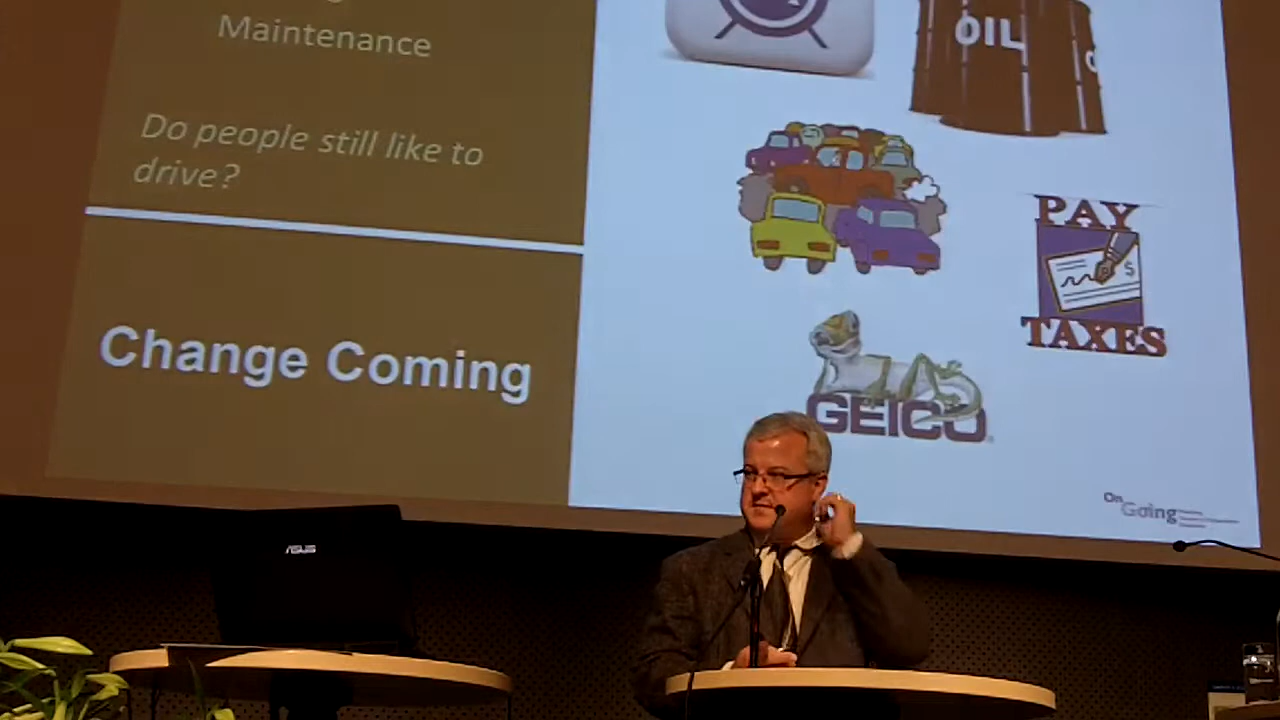 Maintenance
Do people still like to
drive?
Change Coming
OIL
PAY
$
TAXES
GEICO
On
Going
ASUS